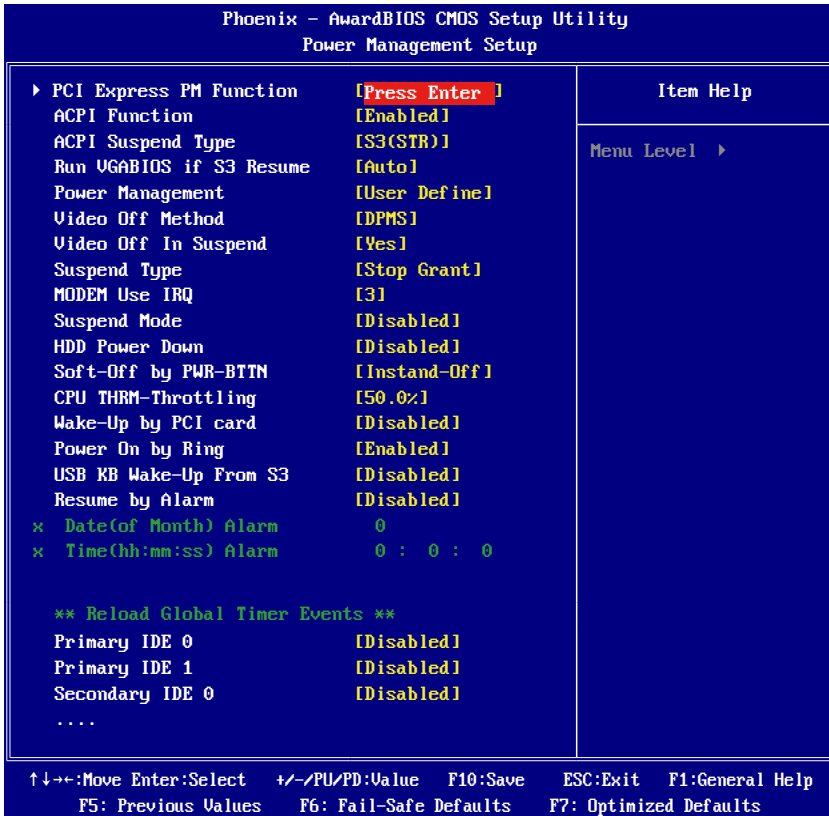 Phoenix - AwardBIOS CMOS Setup Utility
Power Management Setup
PCI Express PM Function [Press Enter ]
ACPI Function [Enabled]
ACPI Suspend Type [S3(STR)]
Run VGABIOS if S3 Resume [Auto]
Power Management [User Define]
Video Off Method [DPMS]
Video Off In Suspend [Yes]
Suspend Type [Stop Grant]
MODEM Use IRQ [3]
Suspend Mode [Disabled]
HDD Power Down [Disabled]
Soft-Off by PWR-BTTN [Instand-Off]
CPU THRM-Throttling [50.0%]
Wake-Up by PCI card [Disabled]
Power On by Ring [Enabled]
USB KB Wake-Up From S3 [Disabled]
Resume by Alarm [Disabled]
x Date(of Month) Alarm 0
x Time(hh:mm:ss) Alarm 0 : 0 : 0
** Reload Global Timer Events **
Primary IDE 0 [Disabled]
Primary IDE 1 [Disabled]
Secondary IDE 0 [Disabled]
....
Item Help
Menu Level
↑↓→←:Move Enter:Select +/-/PU/PD:Value F10:Save ESC:Exit F1:General Help
F5: Previous Values F6: Fail-Safe Defaults F7: Optimized Defaults